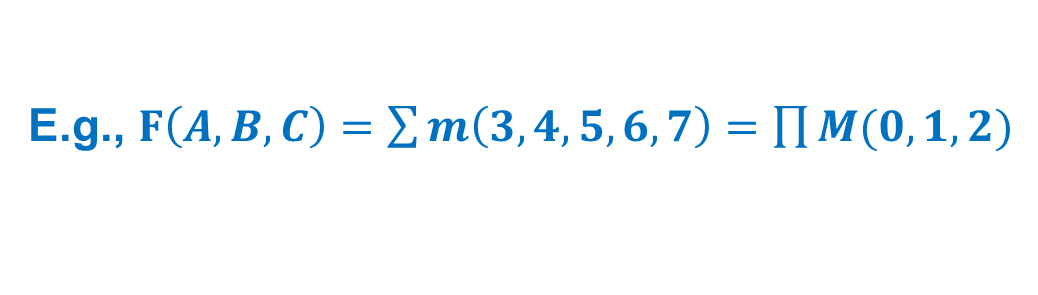 E.g., F(A, B, C) = ∑ m(3, 4, 5, 6, 7) = ∏ M(0, 1, 2)